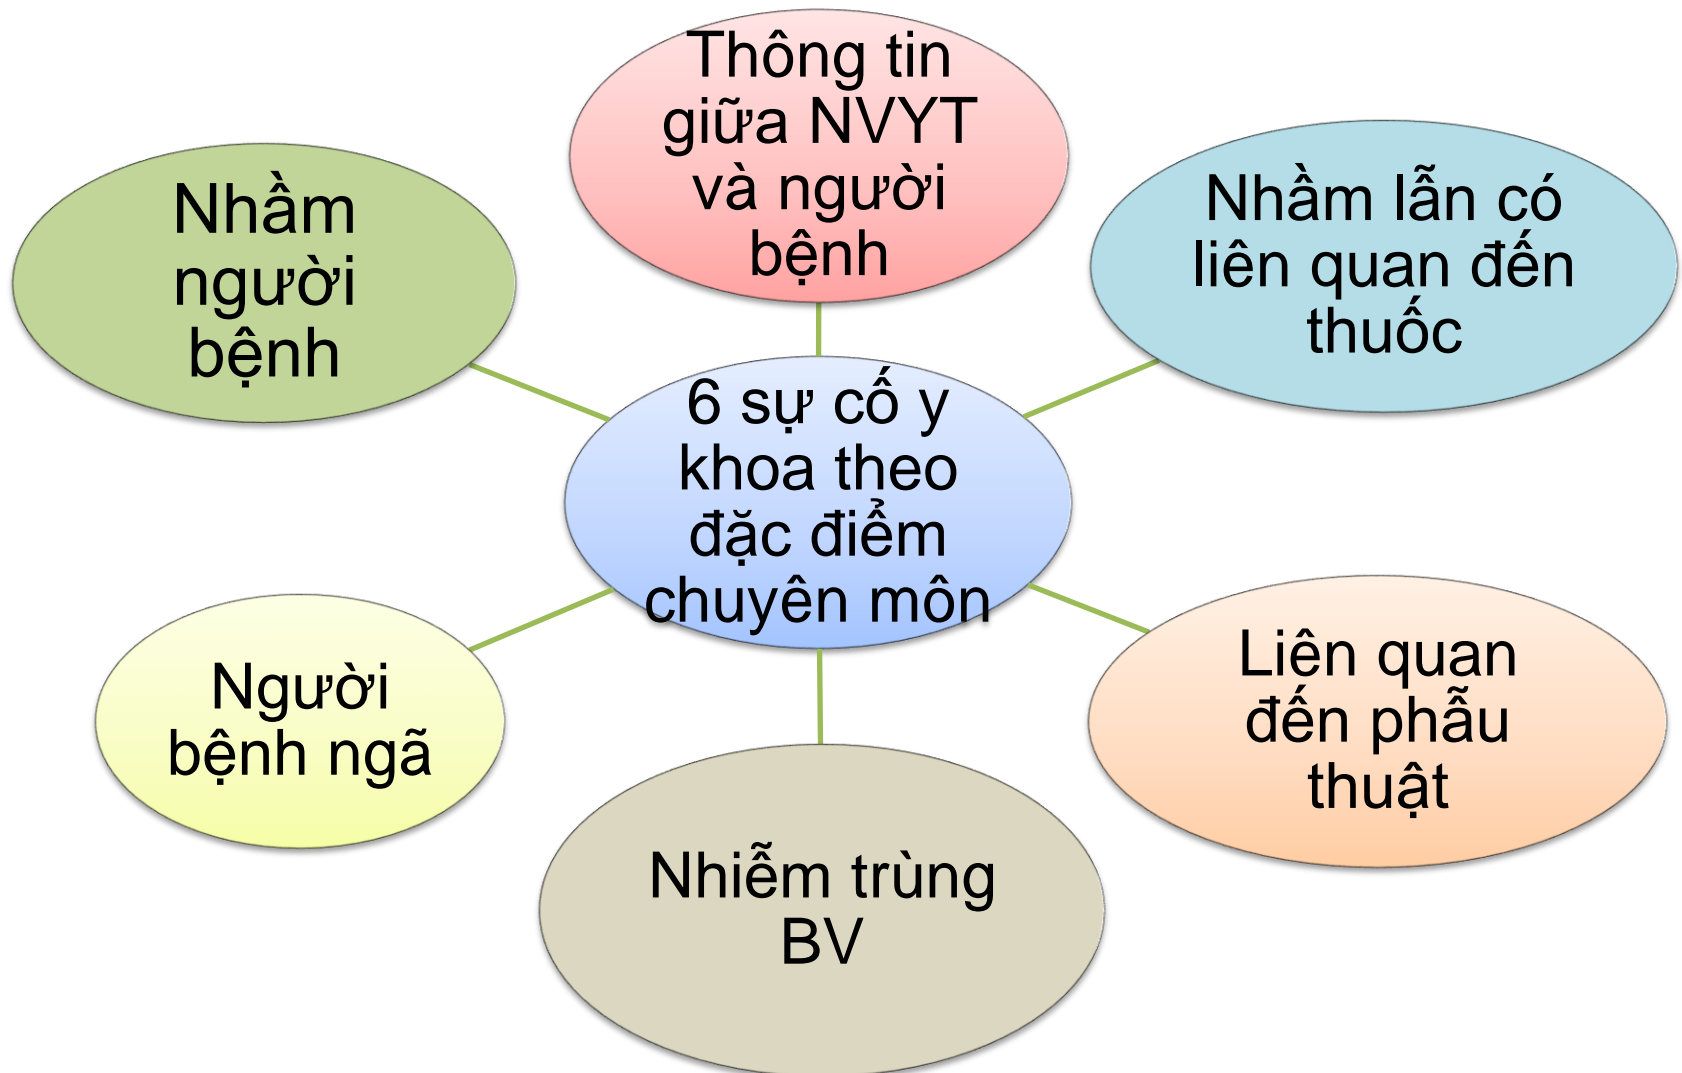 Thông tin
giữa NVYT
và người
bệnh
Nhầm
người
bệnh
Nhầm lẫn có
liên quan đến
thuốc
6 sự cố y
khoa theo
đặc điểm
chuyên môn
Người
bệnh ngã
Liên quan
đến phẫu
thuật
Nhiễm trùng
BV